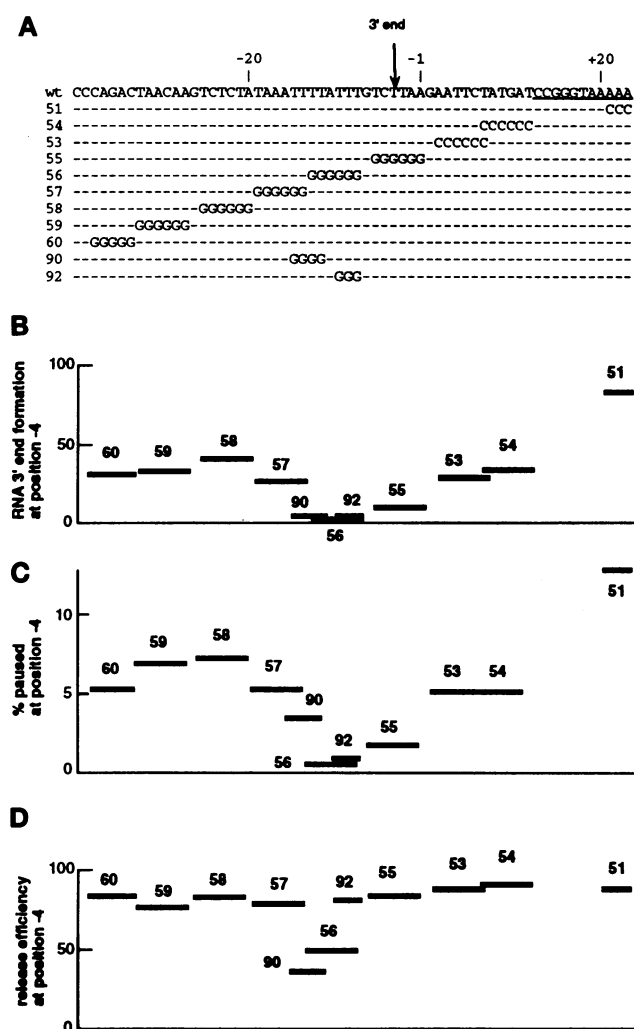 A
3' end
-20 -1 +20
wt CCCAGACTAACAAGTCTCTATAAATTTTATTTGTCTTAAGAATTCTATGATCCGGGTAAAAAA
51 ------------------------------------------------------------CCC
54 ----------------------------------------------CCCCCC-----------
53 -----------------------------------------CCCCCC----------------
55 ----------------------------------GGGGGG-----------------------
56 --------------------------GGGGGG-------------------------------
57 --------------------GGGGGG-------------------------------------
58 --------------GGGGGG-------------------------------------------
59 -------GGGGGG--------------------------------------------------
60 --GGGGG--------------------------------------------------------
90 ------------------------GGGG-----------------------------------
92 -----------------------------GGG-------------------------------
B
RNA 3' end formation
at position -4
100
50
0
60 59 58 57 90 56 92 55 53 54 51
C
% paused
at position -4
10
5
0
60 59 58 57 90 56 92 55 53 54 51
D
release efficiency
at position -4
100
50
0
60 59 58 57 90 56 92 55 53 54 51